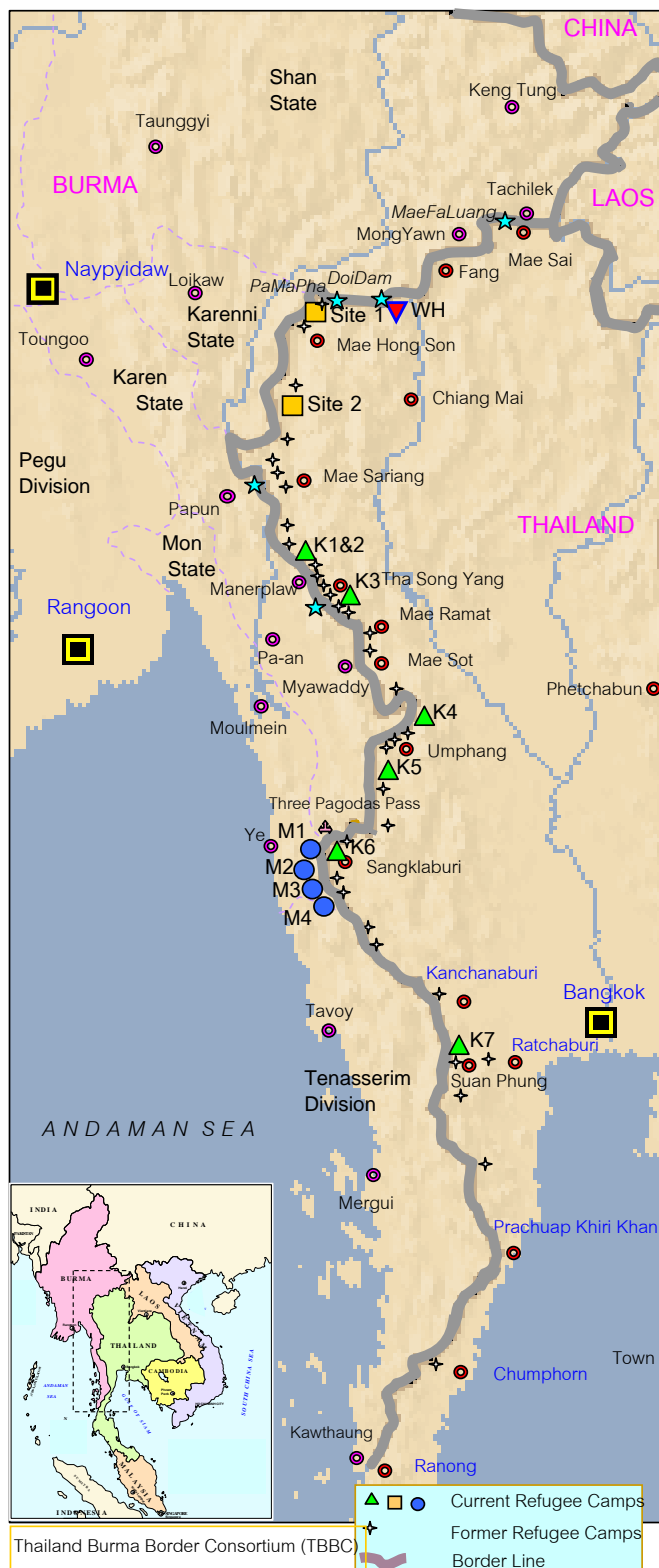 CHINA
Shan
State
Keng Tung
Taunggyi
BURMA
LAOS
Tachilek
MaeFaLuang
MongYawn
Mae Sai
Naypyidaw
Fang
DoiDam
PaMaPha
Loikaw
Karenni
State
Site 1
WH
Toungoo
Mae Hong Son
Karen
State
Chiang Mai
Site 2
Pegu
Division
Mae Sariang
Papun
THAILAND
Mon
State
K1&2
Manerplaw
K3
Tha Song Yang
Rangoon
Mae Ramat
Pa-an
Mae Sot
Myawaddy
Phetchabun
Moulmein
K4
Umphang
K5
Three Pagodas Pass
Ye
M1
K6
M2
Sangklaburi
M3
M4
Kanchanaburi
Bangkok
Tavoy
K7
Ratchaburi
Suan Phung
Tenasserim
Division
ANDAMAN SEA
Mergui
Prachuap Khiri Khan
Town
Chumphorn
Kawthaung
Ranong
INDIA
CHINA
BURMA
LAOS
THAILAND
CAMBODIA
ANDAMAN
SEA
GULF OF SIAM
SOUTH CHINA SEA
MALAYSIA
SINGAPORE
INDONESIA
Current Refugee Camps
Former Refugee Camps
Border Line
Thailand Burma Border Consortium (TBBC)